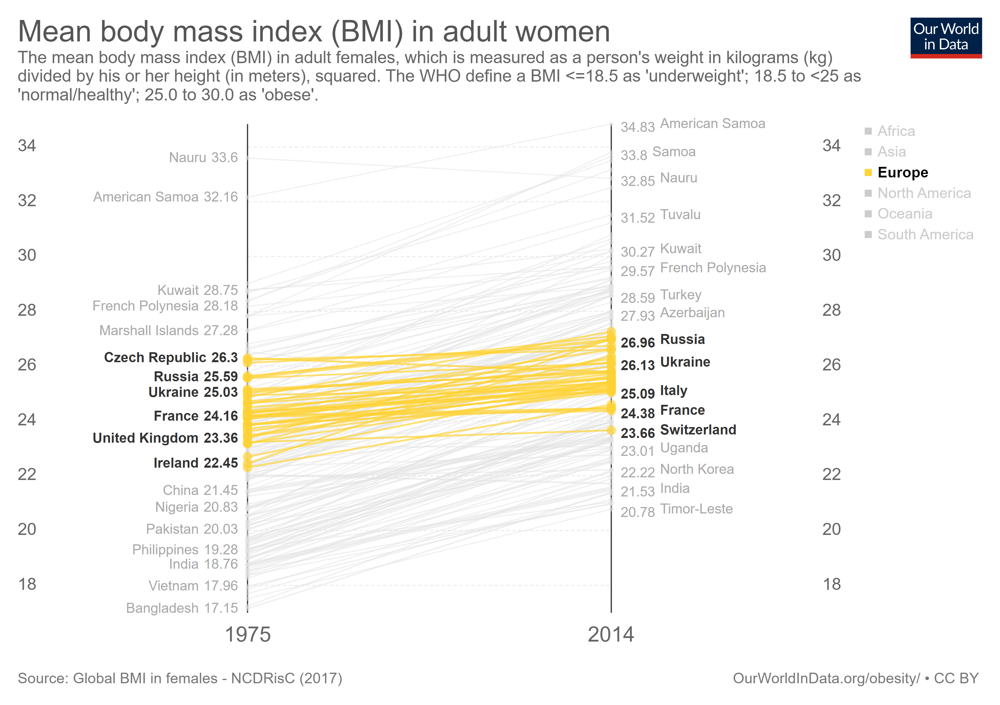 Mean body mass index (BMI) in adult women
Our World
in Data
The mean body mass index (BMI) in adult females, which is measured as a person's weight in kilograms (kg)
divided by his or her height (in meters), squared. The WHO define a BMI <=18.5 as 'underweight'; 18.5 to <25 as
'normal/healthy'; 25.0 to 30.0 as 'obese'.
34
32
30
28
26
24
22
20
18
Nauru 33.6
American Samoa 32.16
Kuwait 28.75
French Polynesia 28.18
Marshall Islands 27.28
Czech Republic 26.3
Russia 25.59
Ukraine 25.03
France 24.16
United Kingdom 23.36
Ireland 22.45
China 21.45
Nigeria 20.83
Pakistan 20.03
Philippines 19.28
India 18.76
Vietnam 17.96
Bangladesh 17.15
34.83 American Samoa
33.8 Samoa
32.85 Nauru
31.52 Tuvalu
30.27 Kuwait
29.57 French Polynesia
28.59 Turkey
27.93 Azerbaijan
26.96 Russia
26.13 Ukraine
25.09 Italy
24.38 France
23.66 Switzerland
23.01 Uganda
22.22 North Korea
21.53 India
20.78 Timor-Leste
34
32
30
28
26
24
22
20
18
Africa
Asia
Europe
North America
Oceania
South America
1975
2014
Source: Global BMI in females - NCDRisC (2017)
OurWorldInData.org/obesity/ • CC BY